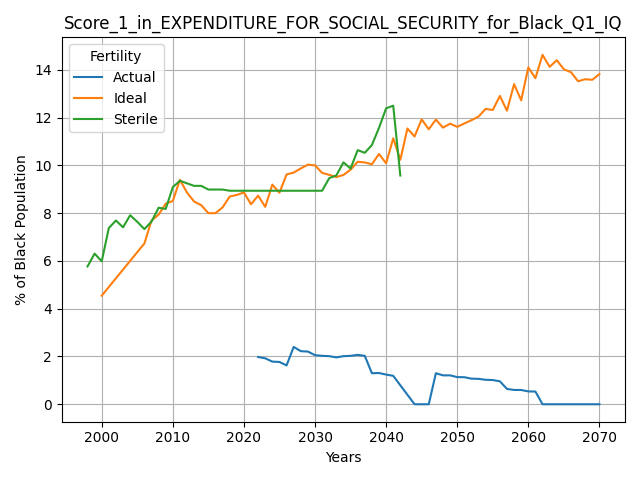 Score_1_in_EXPENDITURE_FOR_SOCIAL_SECURITY_for_Black_Q1_IQ
Fertility
Actual
Ideal
Sterile
14
12
10
8
6
4
2
0
% of Black Population
2000 2010 2020 2030 2040 2050 2060 2070
Years